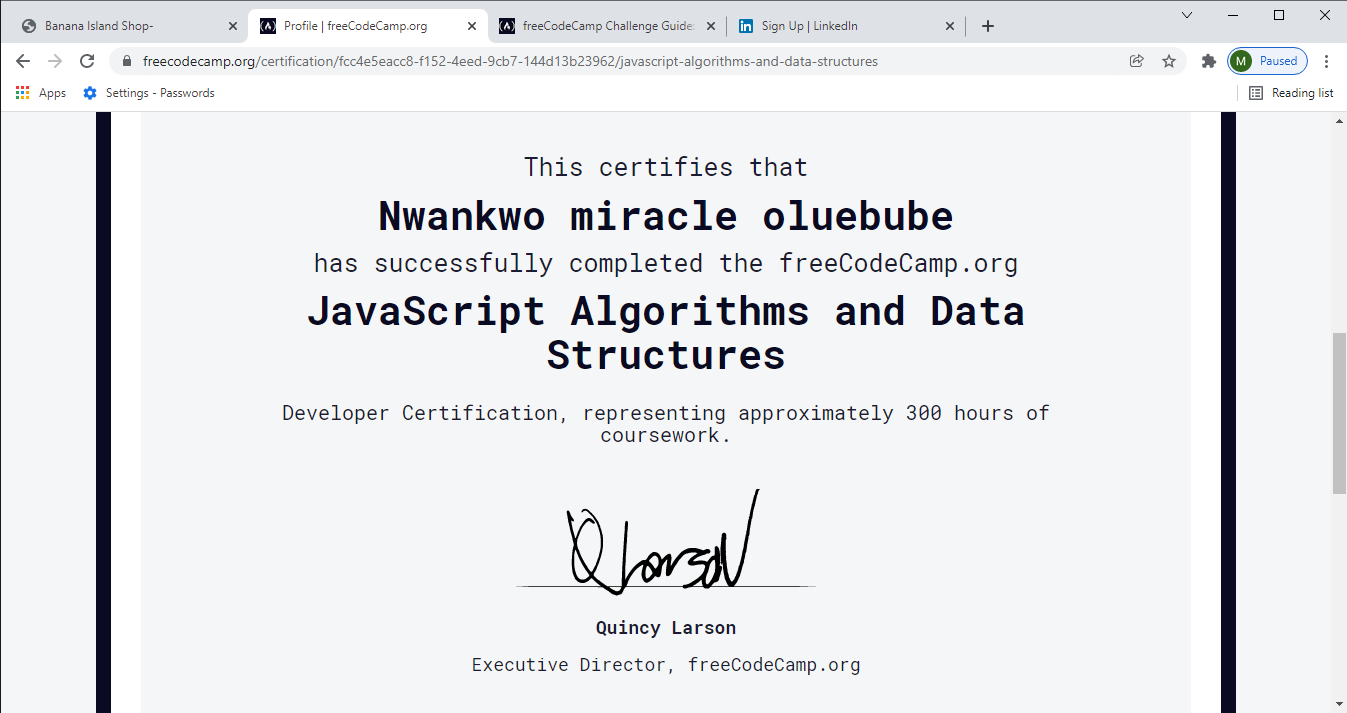 Banana Island Shop-
Profile | freeCodeCamp.org
freeCodeCamp Challenge Guide:
Sign Up | LinkedIn
freecodecamp.org/certification/fcc4e5eacc8-f152-4eed-9cb7-144d13b23962/javascript-algorithms-and-data-structures
M Paused
Apps
Settings - Passwords
Reading list
This certifies that
Nwankwo miracle oluebube
has successfully completed the freeCodeCamp.org
JavaScript Algorithms and Data
Structures
Developer Certification, representing approximately 300 hours of
coursework.
QLarson
Quincy Larson
Executive Director, freeCodeCamp.org